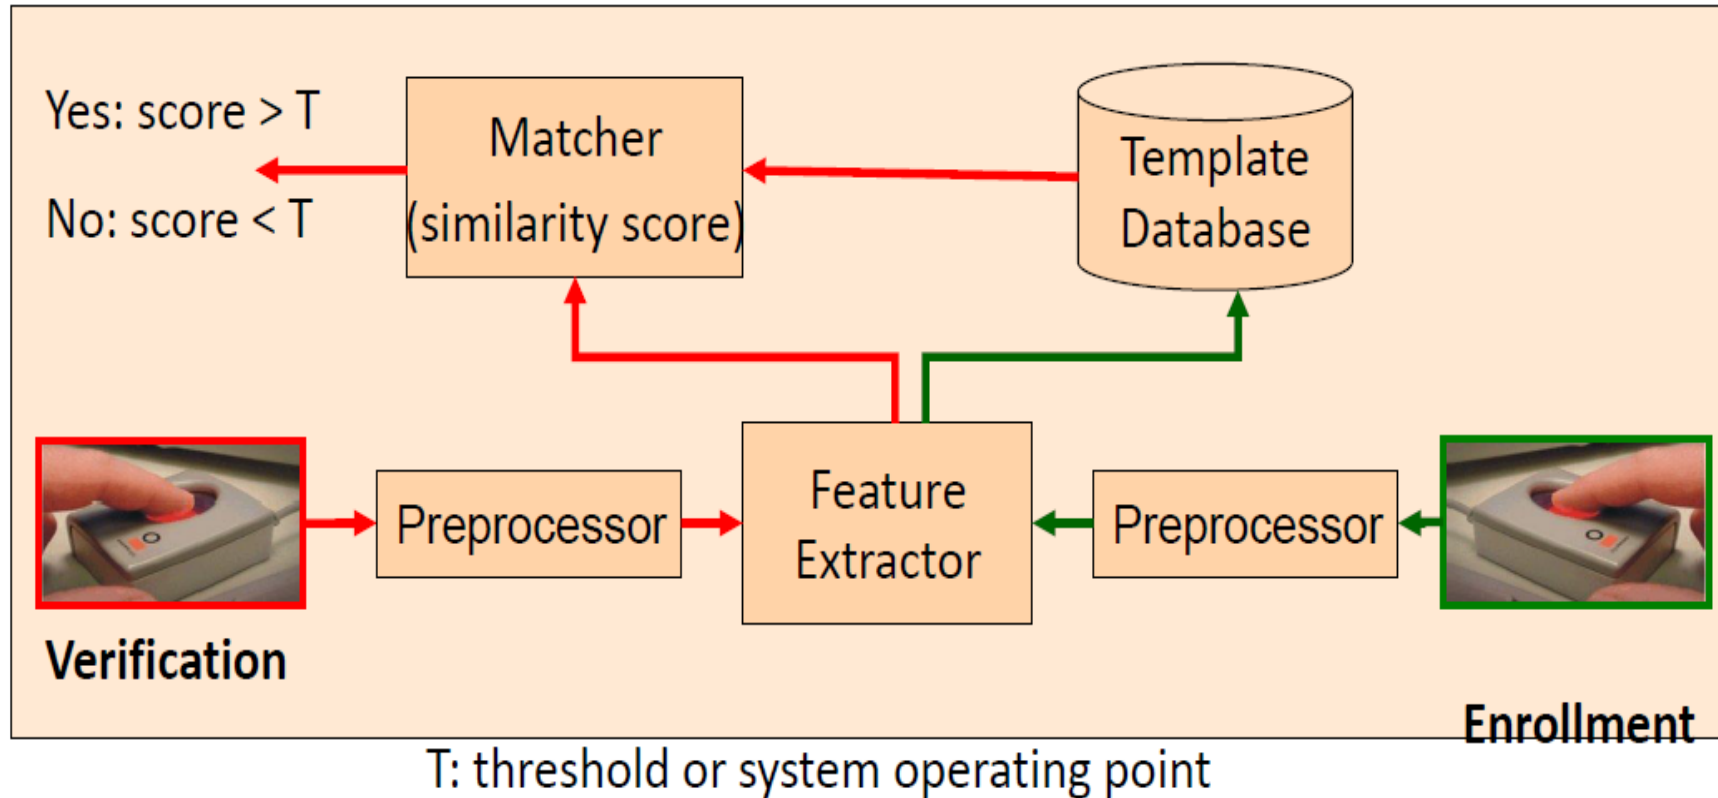 Yes: score > T
No: score < T
Matcher
(similarity score)
Template
Database
Preprocessor
Feature
Extractor
Preprocessor
Verification
Enrollment
T: threshold or system operating point